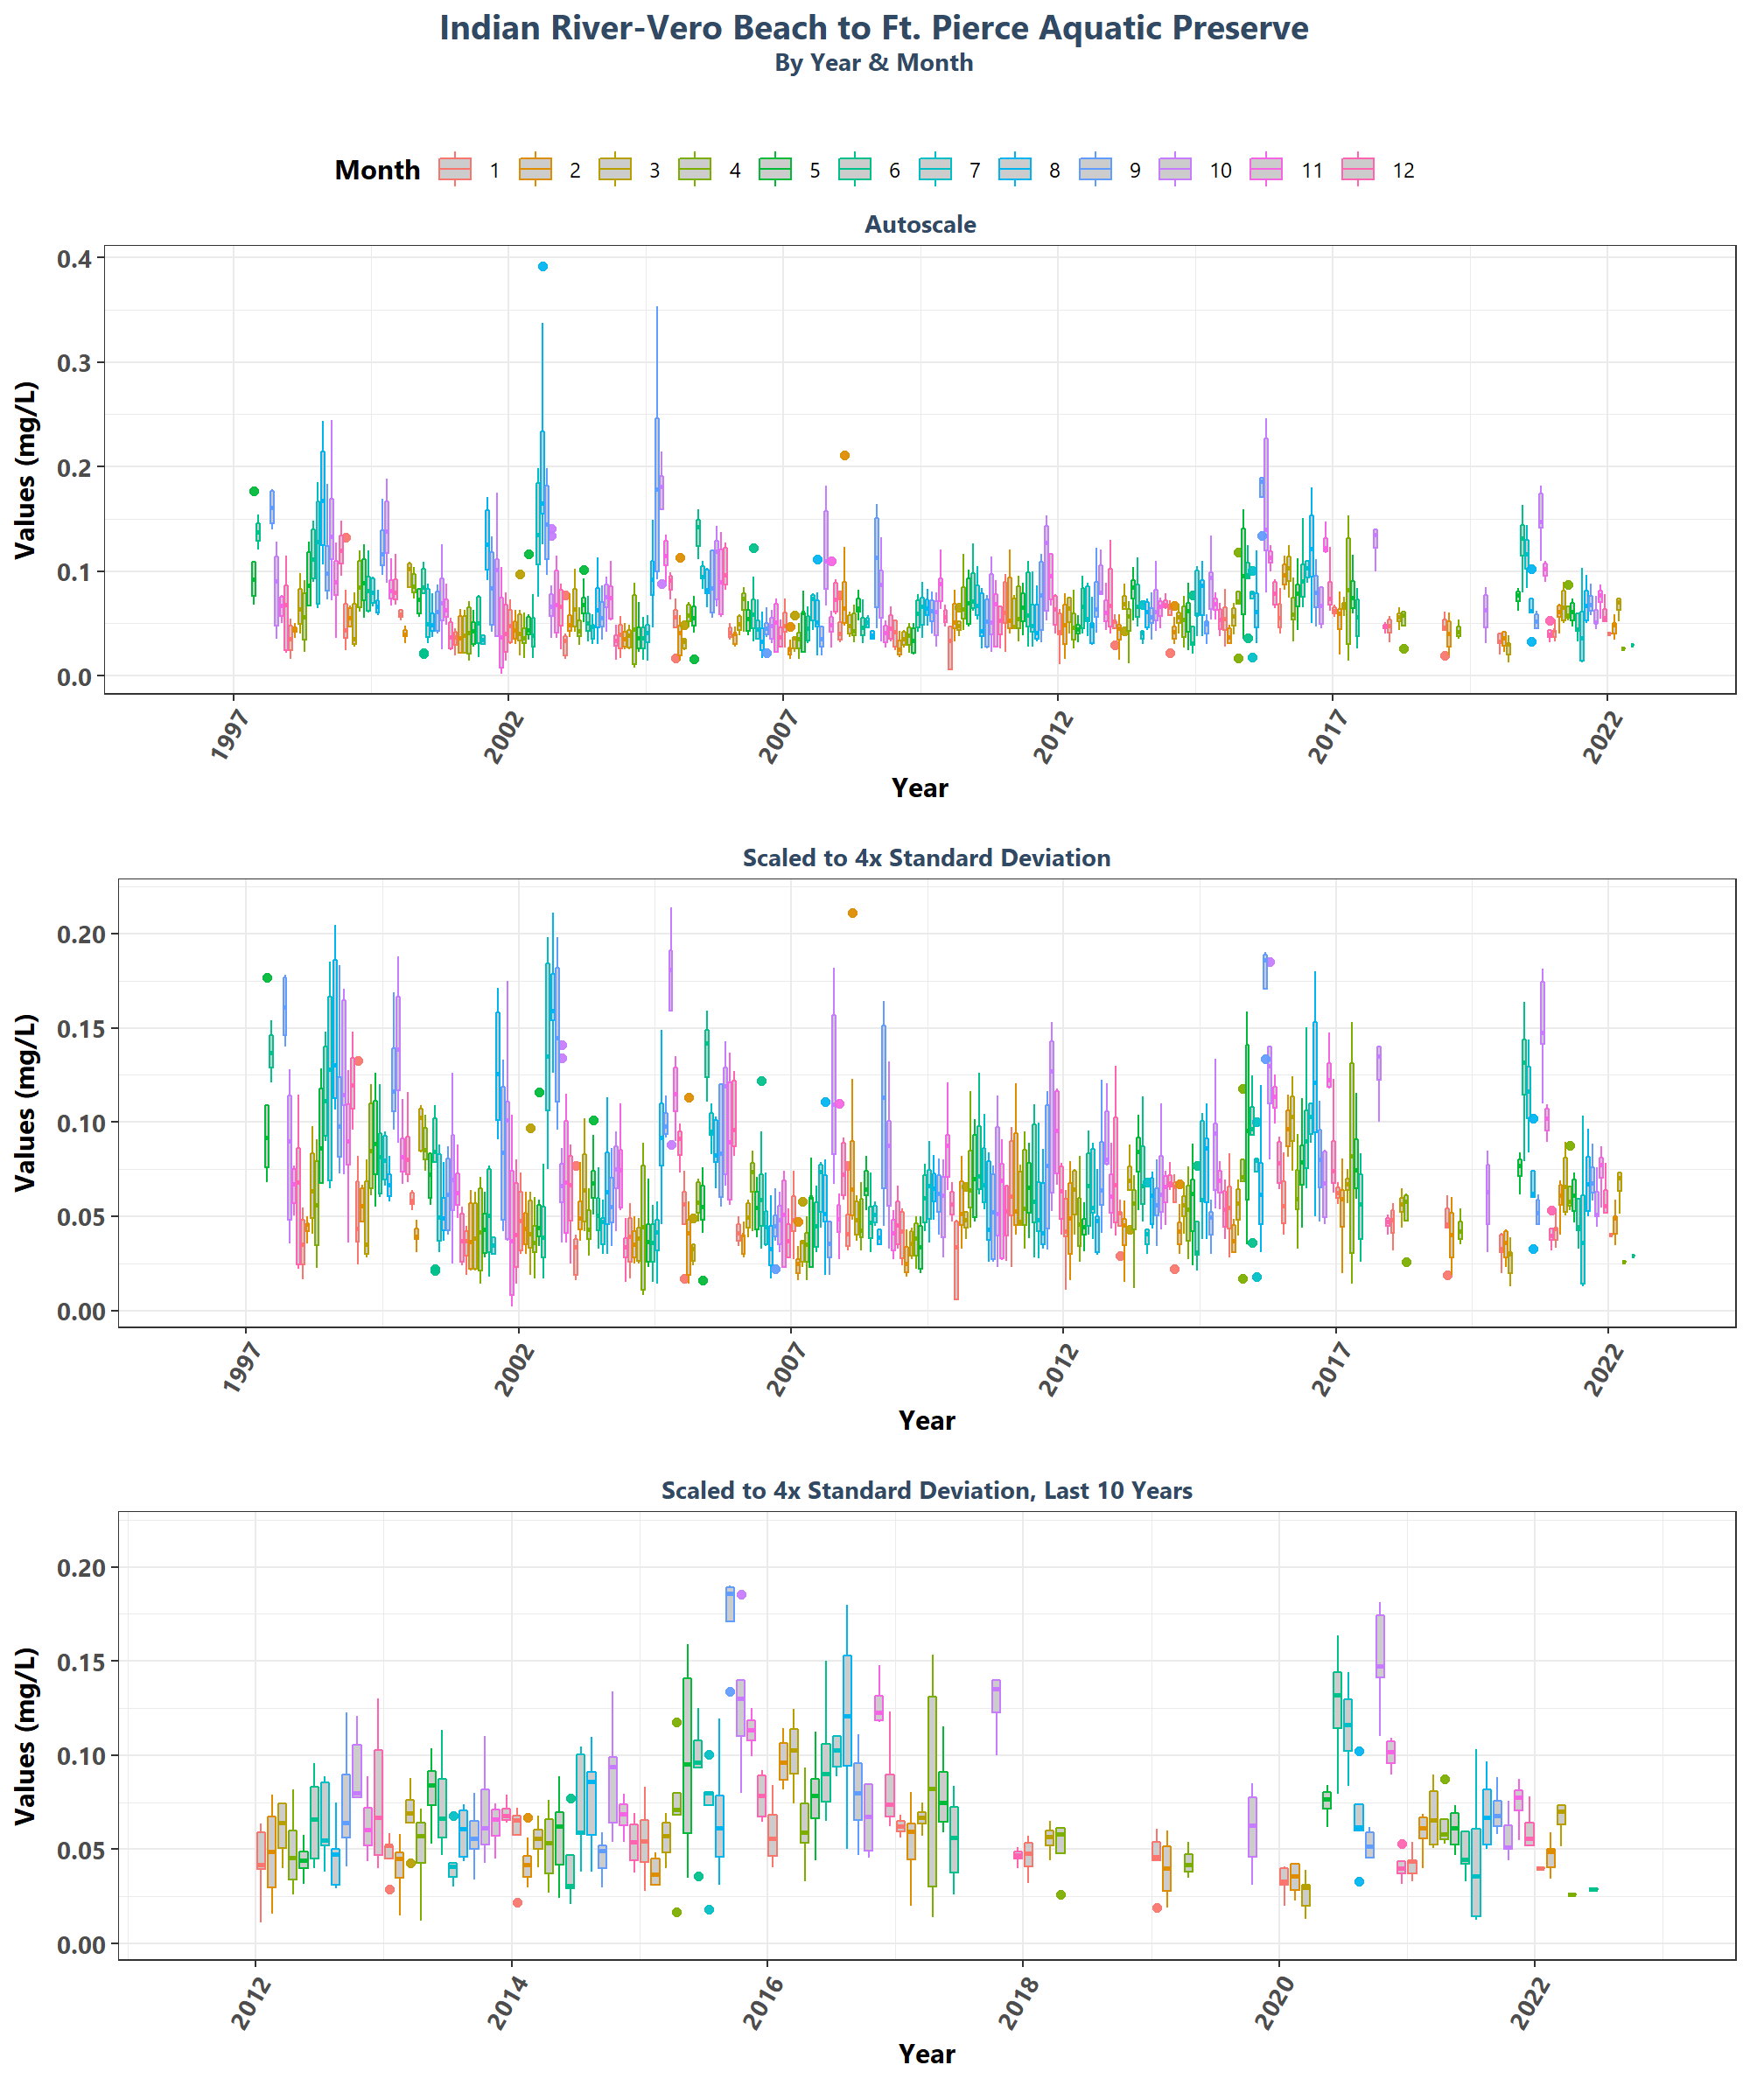 Indian River-Vero Beach to Ft. Pierce Aquatic Preserve
By Year & Month
Month 1 2 3 4 5 6 7 8 9 10 11 12
Autoscale
Values (mg/L)
0.4
0.3
0.2
0.1
0.0
1997 2002 2007 2012 2017 2022
Year
Scaled to 4x Standard Deviation
Values (mg/L)
0.20
0.15
0.10
0.05
0.00
1997 2002 2007 2012 2017 2022
Year
Scaled to 4x Standard Deviation, Last 10 Years
Values (mg/L)
0.20
0.15
0.10
0.05
0.00
2012 2014 2016 2018 2020 2022
Year